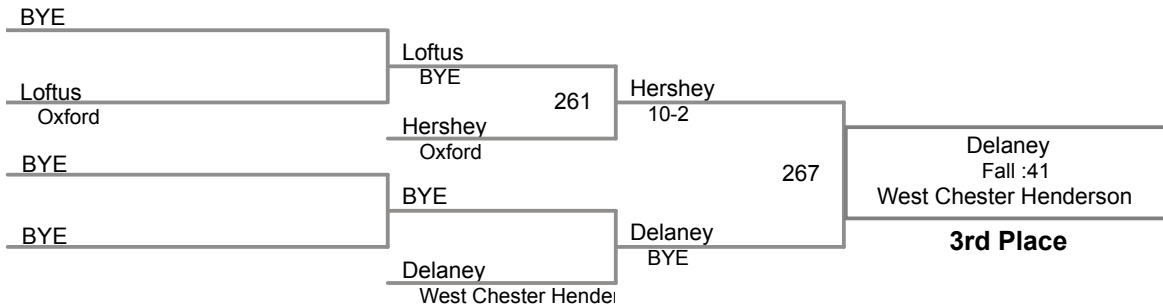 BYE
Loftus
Oxford
BYE
BYE
Loftus
BYE
Hershey
Oxford
BYE
Delaney
West Chester Hender
261
Hershey
10-2
Delaney
BYE
267
Delaney
Fall :41
West Chester Henderson
3rd Place